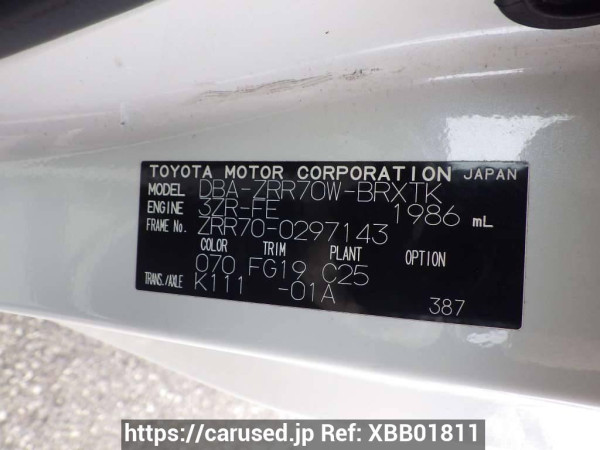 TOYOTA MOTOR CORPORATION JAPAN
MODEL DBA-ZRR70W-BRXTK
ENGINE 3ZR-FE 1986 mL
FRAME No. ZRR70-0297143
COLOR TRIM PLANT OPTION
070 FG19 C25
TRANS./AXLE K111 -01A
387
https://carused.jp Ref: XBB01811